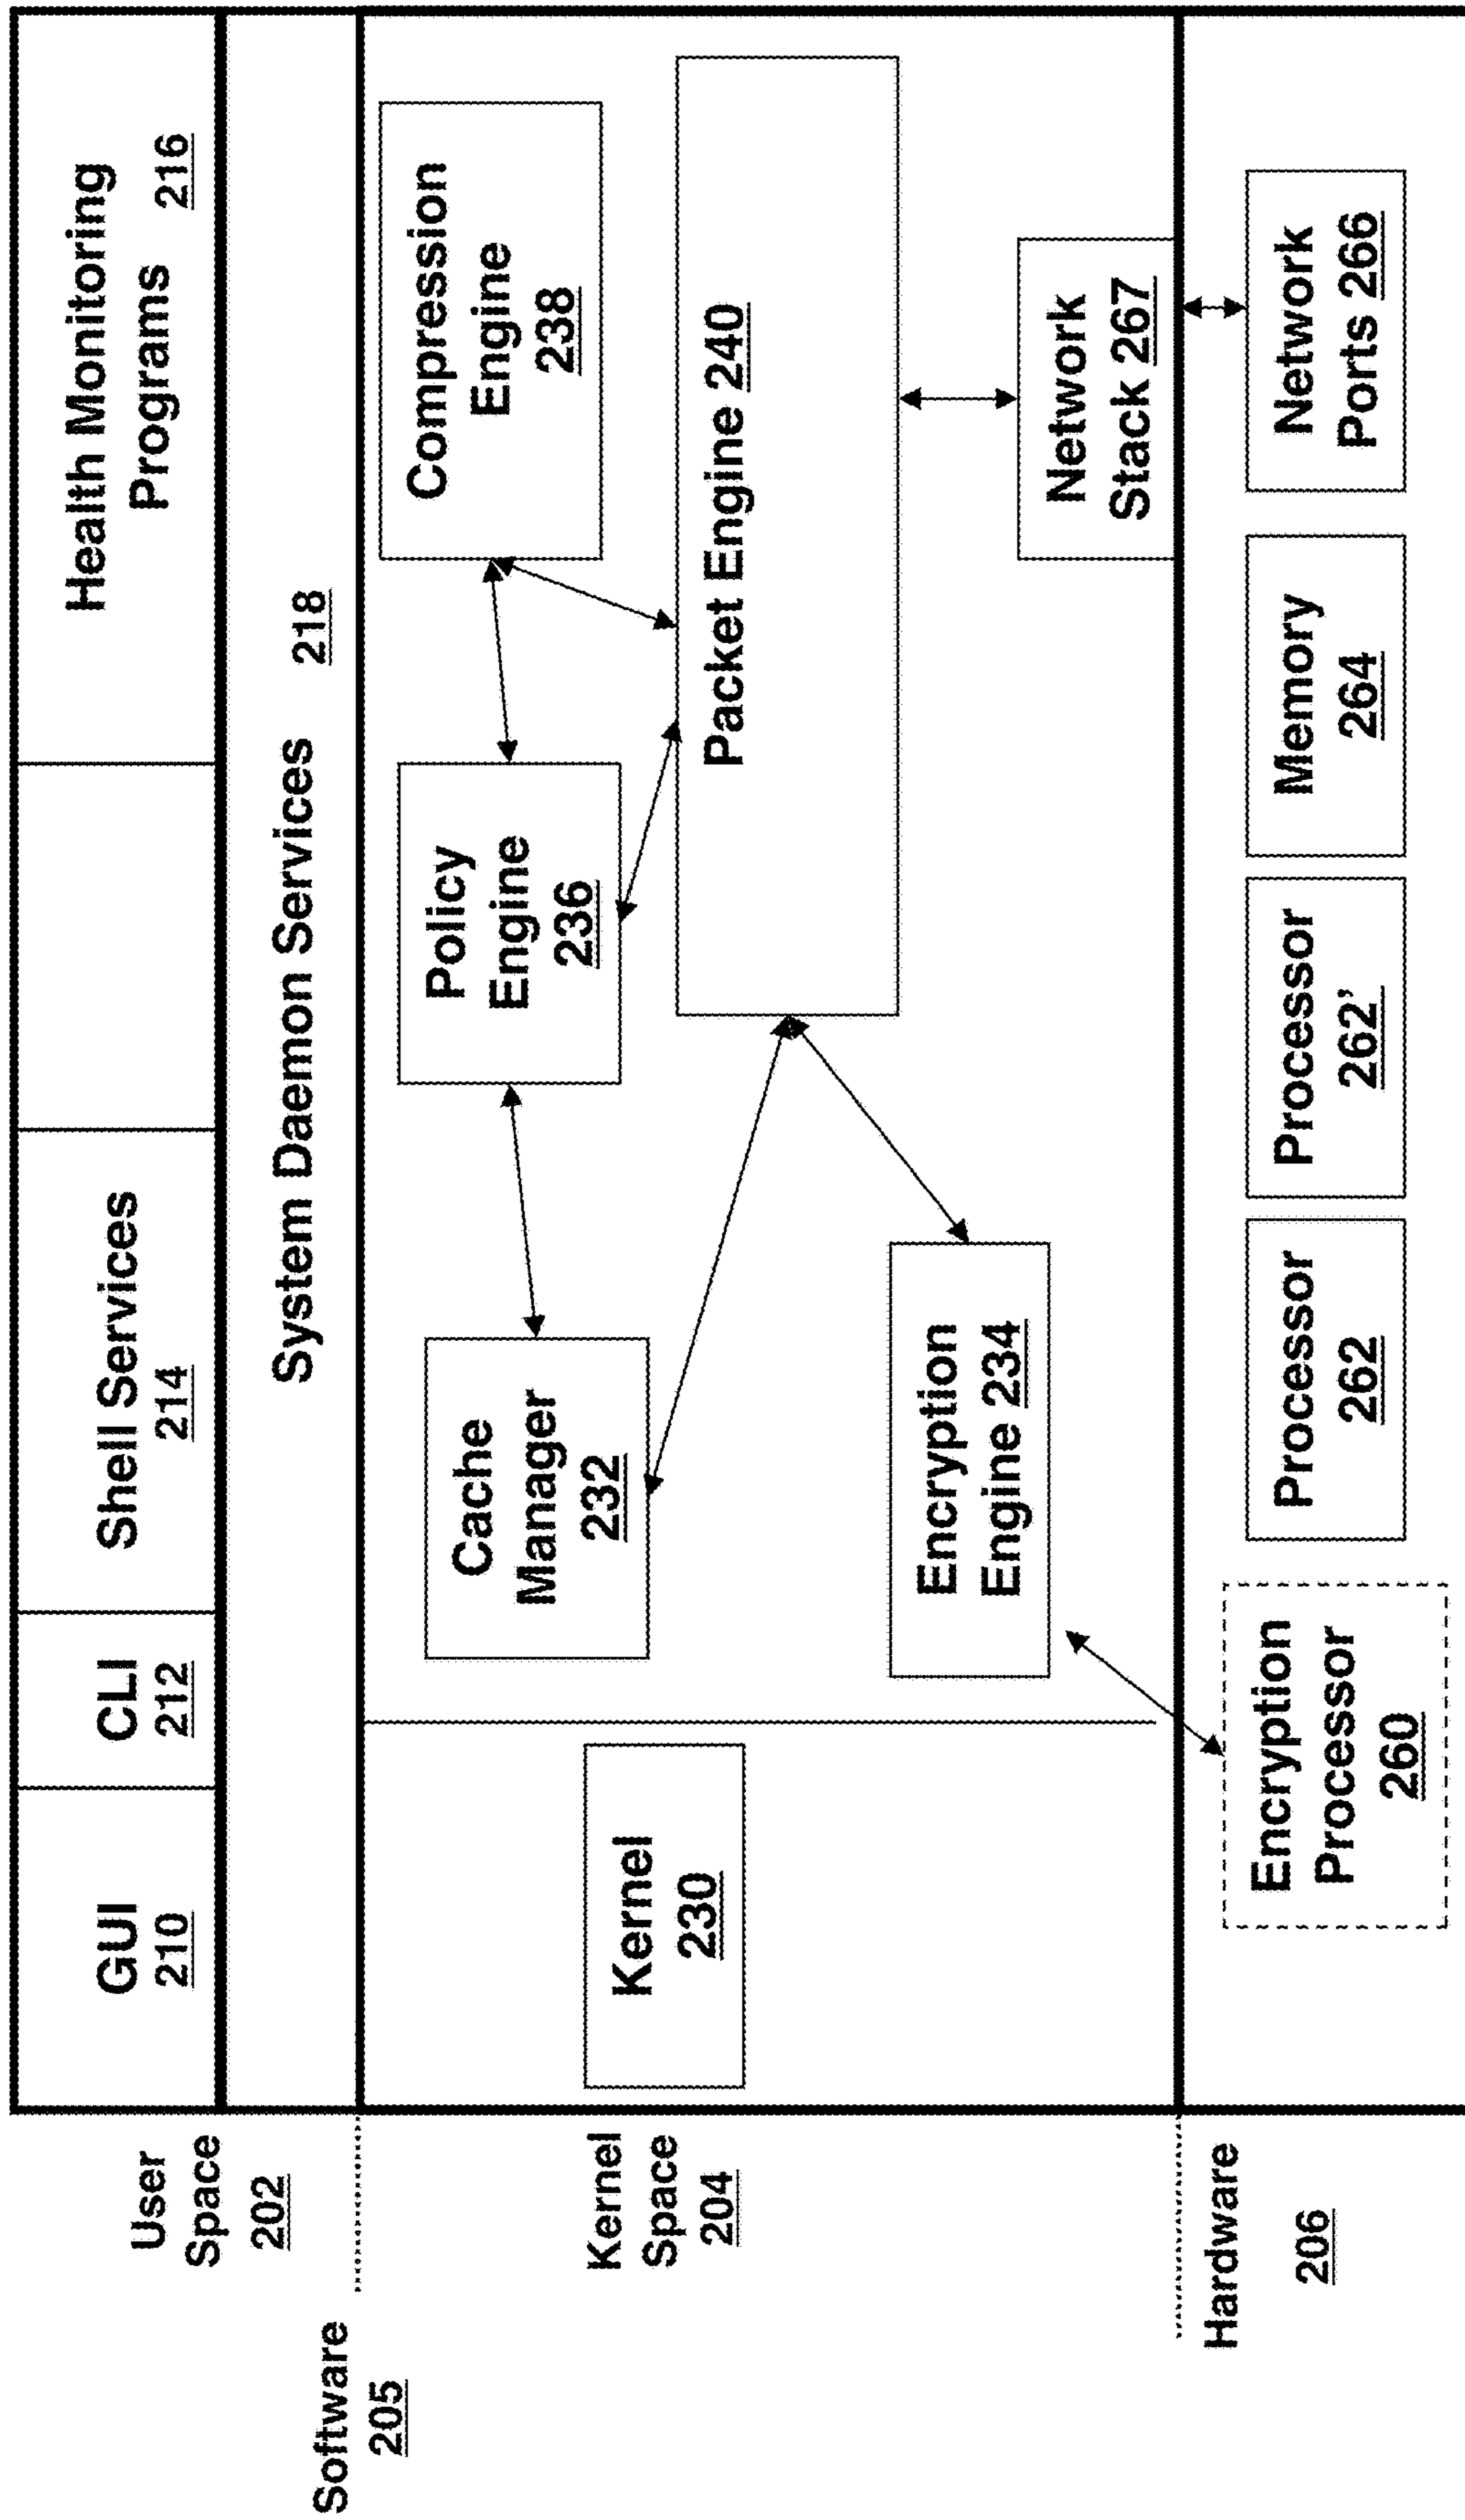 User
Space
202
GUI
210
CLI
212
Shell Services
214
Health Monitoring
Programs
216
System Daemon Services
218
Software
205
Kernel
Space
204
Kernel
230
Cache
Manager
232
Policy
Engine
236
Compression
Engine
238
Packet Engine 240
Encryption
Engine 234
Network
Stack 267
Hardware
206
Encryption
Processor
260
Processor
262
Processor
262’
Memory
264
Network
Ports 266